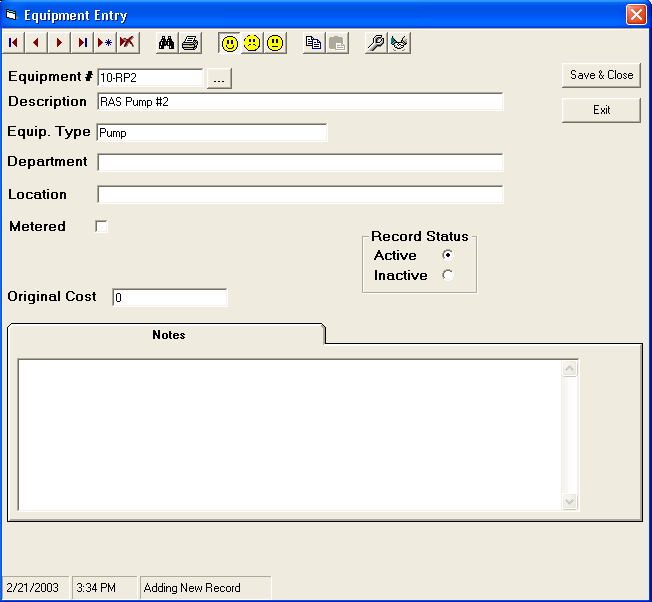 Equipment Entry
Equipment # 10-RP2 ...
Save & Close
Description RAS Pump #2
Exit
Equip. Type Pump
Department
Location
Metered
Record Status
Active
Inactive
Original Cost 0
Notes
2/21/2003 3:34 PM Adding New Record